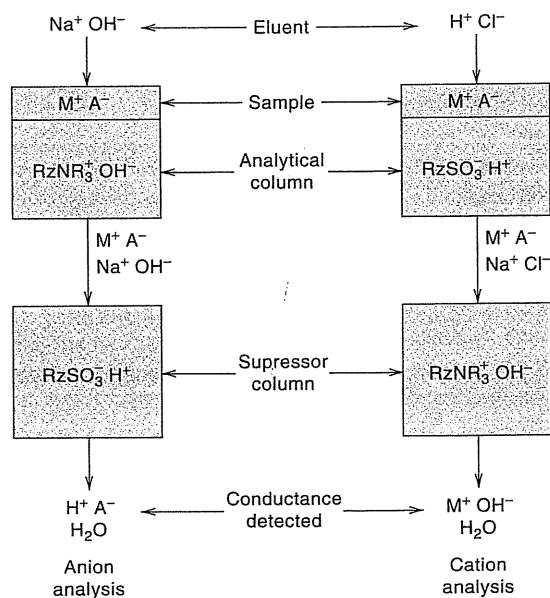 Na⁺ OH⁻ Eluent H⁺ Cl⁻
M⁺ A⁻ Sample M⁺ A⁻
RzNR₃⁺ OH⁻ Analytical column RzSO₃⁻ H⁺
M⁺ A⁻ M⁺ A⁻
Na⁺ OH⁻ Na⁺ Cl⁻
RzSO₃⁻ H⁺ Supressor column RzNR₃⁺ OH⁻
H⁺ A⁻ Conductance M⁺ OH⁻
H₂O detected H₂O
Anion Cation
analysis analysis